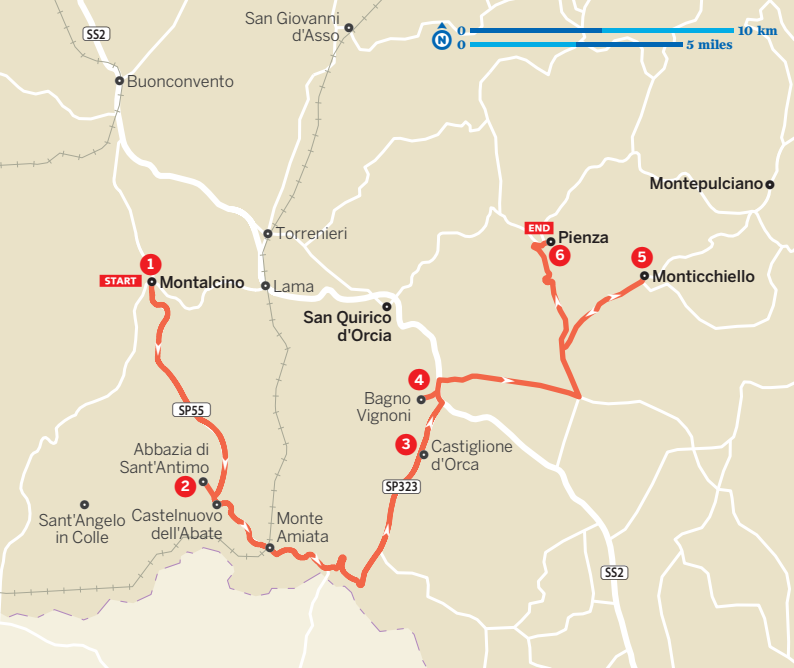 San Giovanni
d'Asso
SS2
0
10 km
N
0
5 miles
Buonconvento
Montepulciano
END
Pienza
Torrenieri
1
6
5
START
Montalcino
Lama
Monticchiello
San Quirico
d'Orcia
4
Bagno
Vignoni
SP55
3
Castiglione
d'Orca
Abbazia di
Sant'Antimo
2
SP323
Sant'Angelo
in Colle
Castelnuovo
dell'Abate
Monte
Amiata
SS2